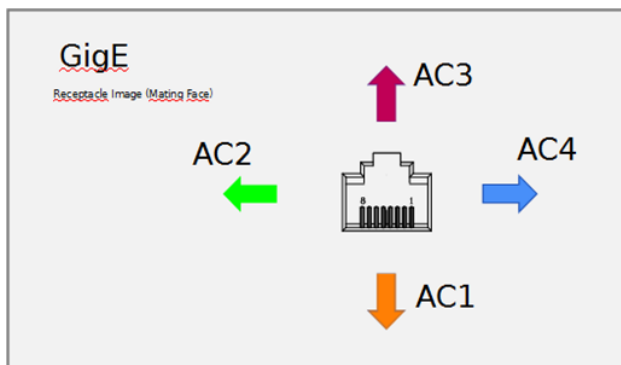 GigE
Receptacle Image (Mating Face)
AC3
AC2
AC4
8 1
AC1